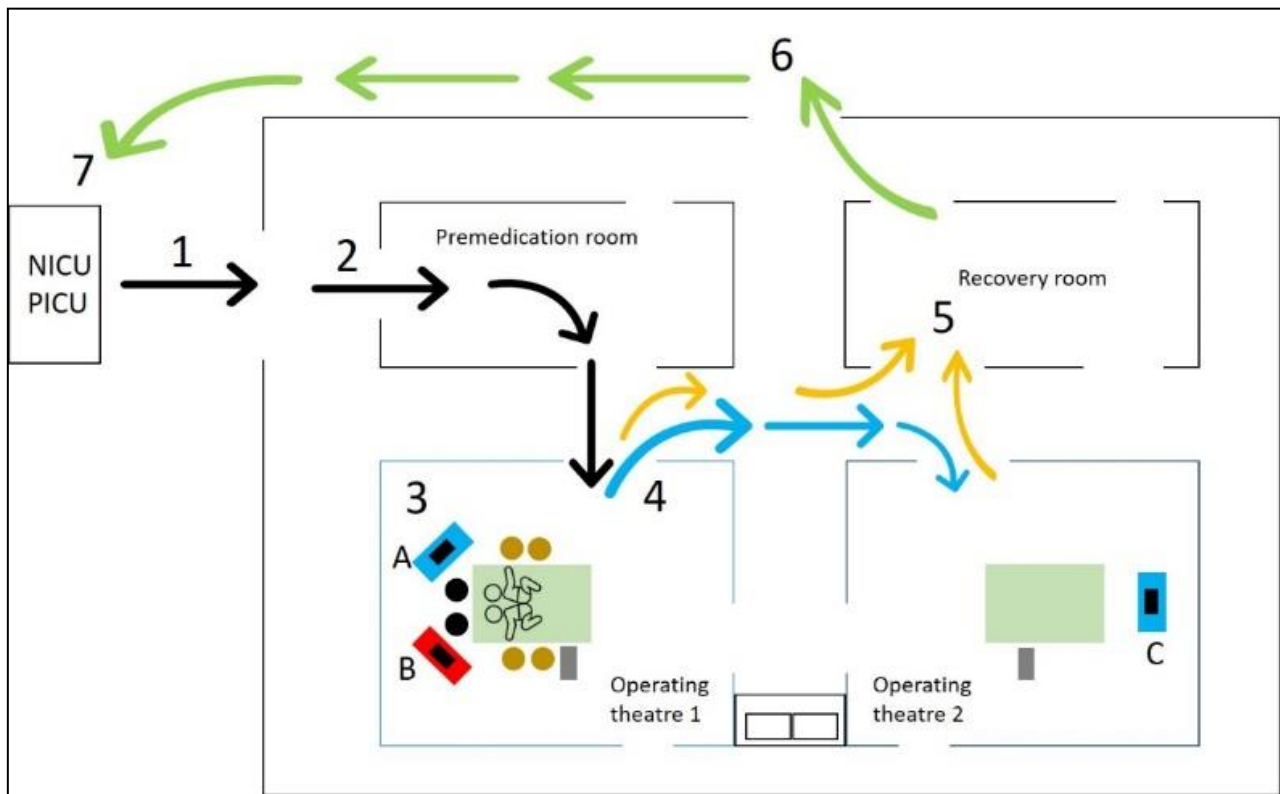 6
7
1
2
Premedication room
NICU
PICU
Recovery room
5
3
4
A
B
C
Operating
theatre 1
Operating
theatre 2